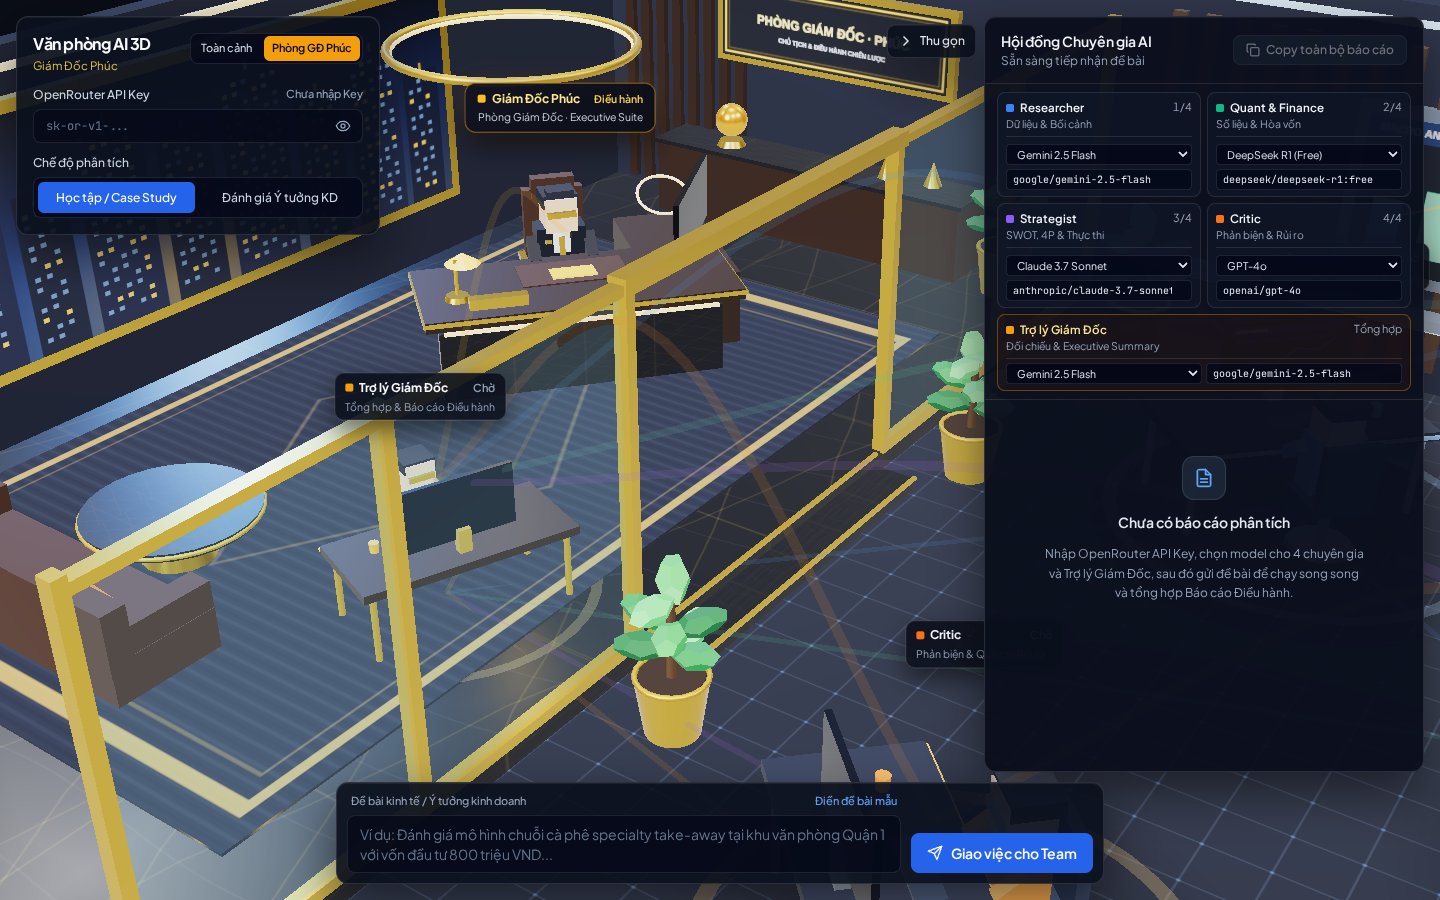 Văn phòng AI 3D
Giám Đốc Phúc
Toàn cảnh
Phòng GĐ Phúc
OpenRouter API Key
Chưa nhập Key
sk-or-v1-...
Chế độ phân tích
Học tập / Case Study
Đánh giá Ý tưởng KD
PHÒNG GIÁM ĐỐC
CHỦ TỊCH & ĐIỀU HÀNH CHIẾN LƯỢC
Thu gọn
Giám Đốc Phúc
Điều hành
Phòng Giám Đốc · Executive Suite
Trợ lý Giám Đốc
Chờ
Tổng hợp & Báo cáo Điều hành
Critic
Chờ
Phản biện &
Hội đồng Chuyên gia AI
Sẵn sàng tiếp nhận đề bài
Copy toàn bộ báo cáo
Researcher
1/4
Dữ liệu & Bối cảnh
Gemini 2.5 Flash
google/gemini-2.5-flash
Quant & Finance
2/4
Số liệu & Hòa vốn
DeepSeek R1 (Free)
deepseek/deepseek-r1:free
Strategist
3/4
SWOT, 4P & Thực thi
Claude 3.7 Sonnet
anthropic/claude-3.7-sonnet
Critic
4/4
Phản biện & Rủi ro
GPT-4o
openai/gpt-4o
Trợ lý Giám Đốc
Tổng hợp
Đối chiếu & Executive Summary
Gemini 2.5 Flash
google/gemini-2.5-flash
Chưa có báo cáo phân tích
Nhập OpenRouter API Key, chọn model cho 4 chuyên gia
và Trợ lý Giám Đốc, sau đó gửi đề bài để chạy song song
và tổng hợp Báo cáo Điều hành.
Đề bài kinh tế / Ý tưởng kinh doanh
Điền đề bài mẫu
Ví dụ: Đánh giá mô hình chuỗi cà phê specialty take-away tại khu văn phòng Quận 1
với vốn đầu tư 800 triệu VND...
Giao việc cho Team